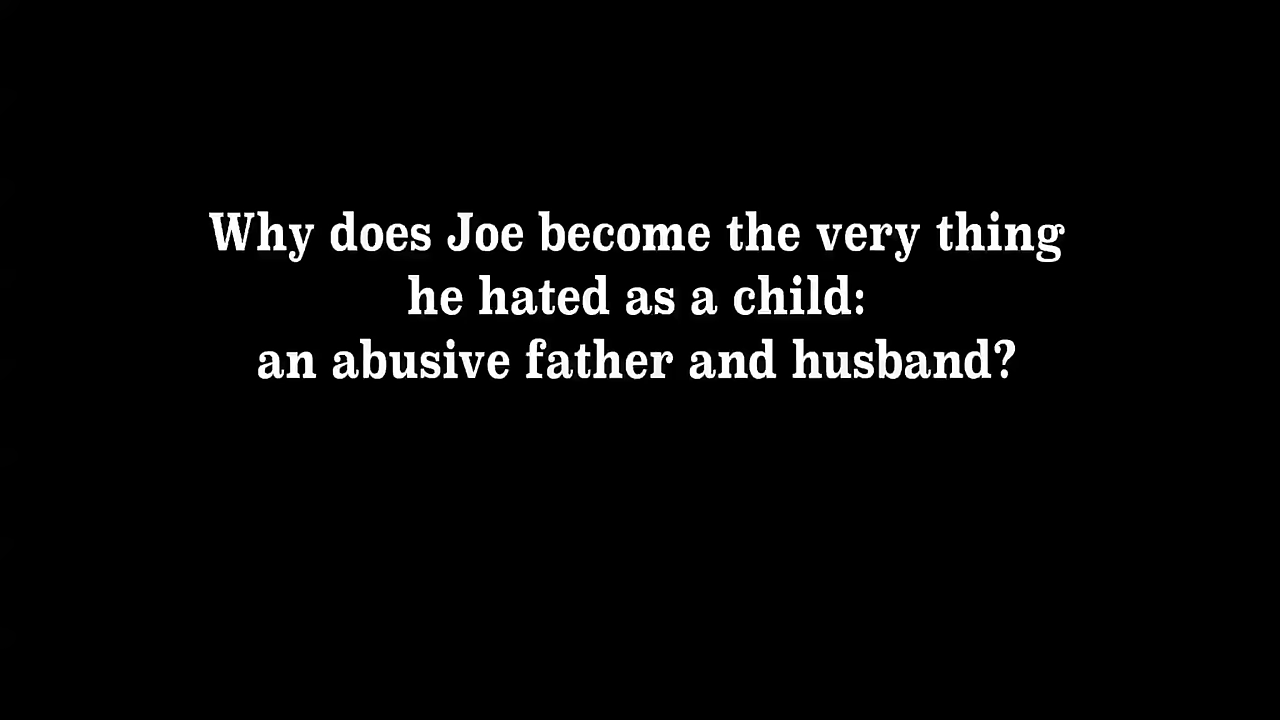 Why does Joe become the very thing
he hated as a child:
an abusive father and husband?